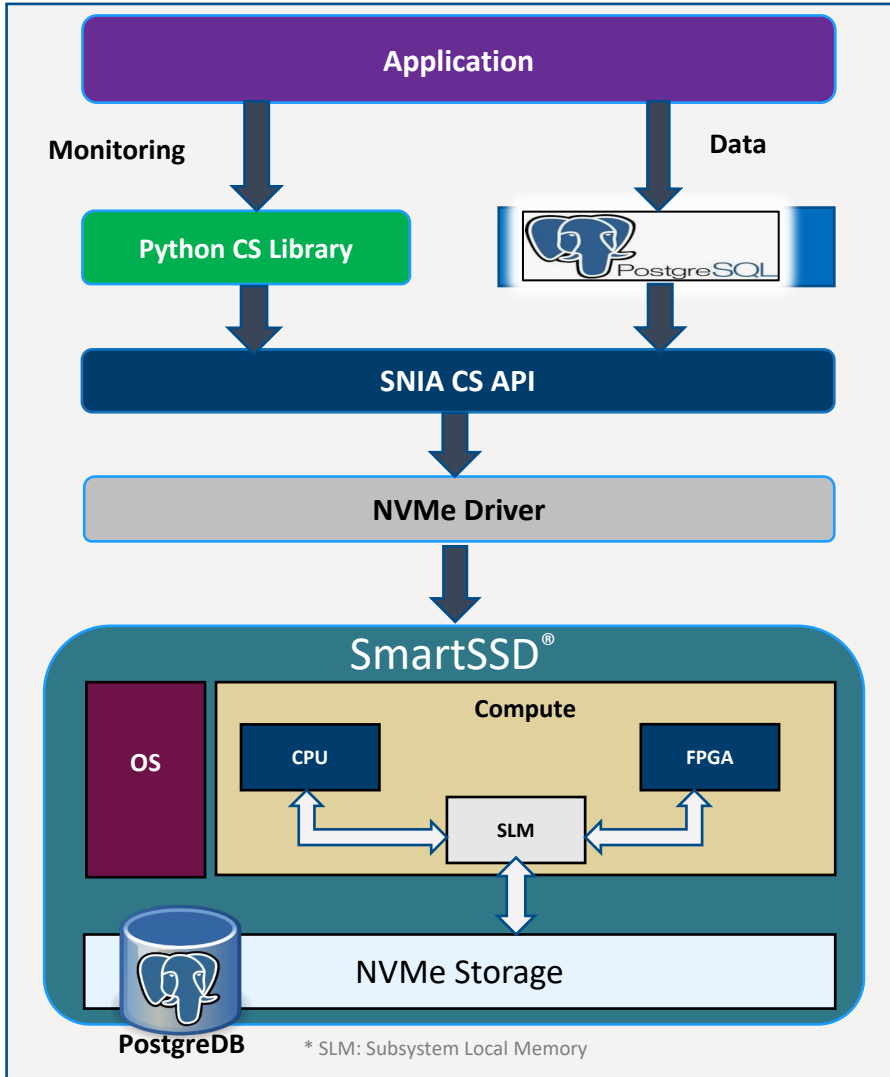 Application
Monitoring
Data
Python CS Library
PostgreSQL
SNIA CS API
NVMe Driver
SmartSSD®
Compute
OS
CPU
FPGA
SLM
NVMe Storage
PostgreDB
* SLM: Subsystem Local Memory